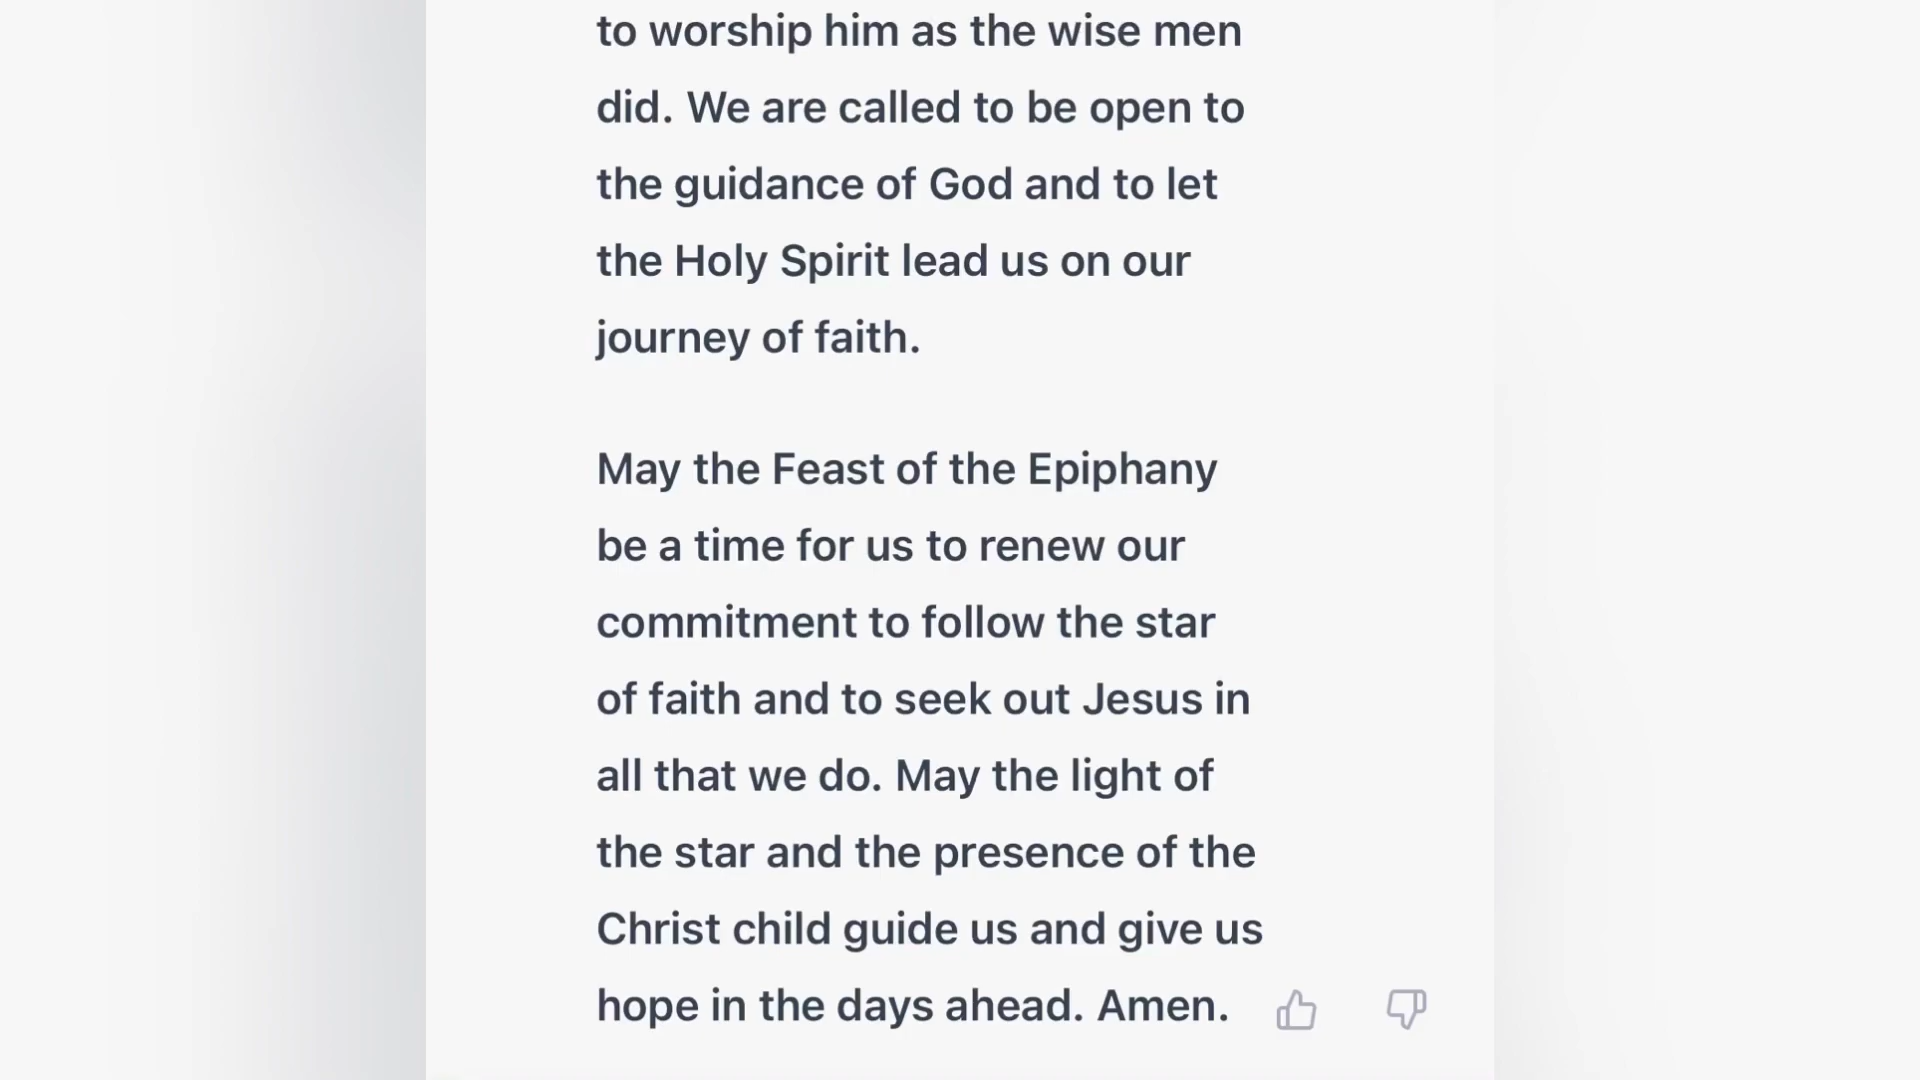 to worship him as the wise men
did. We are called to be open to
the guidance of God and to let
the Holy Spirit lead us on our
journey of faith.
May the Feast of the Epiphany
be a time for us to renew our
commitment to follow the star
of faith and to seek out Jesus in
all that we do. May the light of
the star and the presence of the
Christ child guide us and give us
hope in the days ahead. Amen.